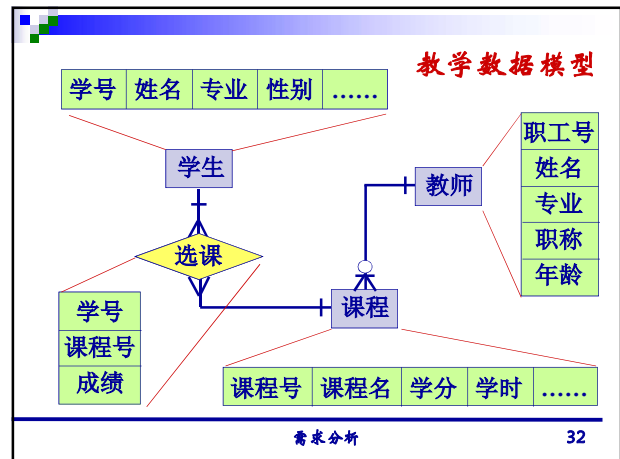 教学数据模型
学号 姓名 专业 性别 ……
学生
教师
职工号
姓名
专业
职称
年龄
选课
学号
课程号
成绩
课程
课程号 课程名 学分 学时 ……
需求分析
32